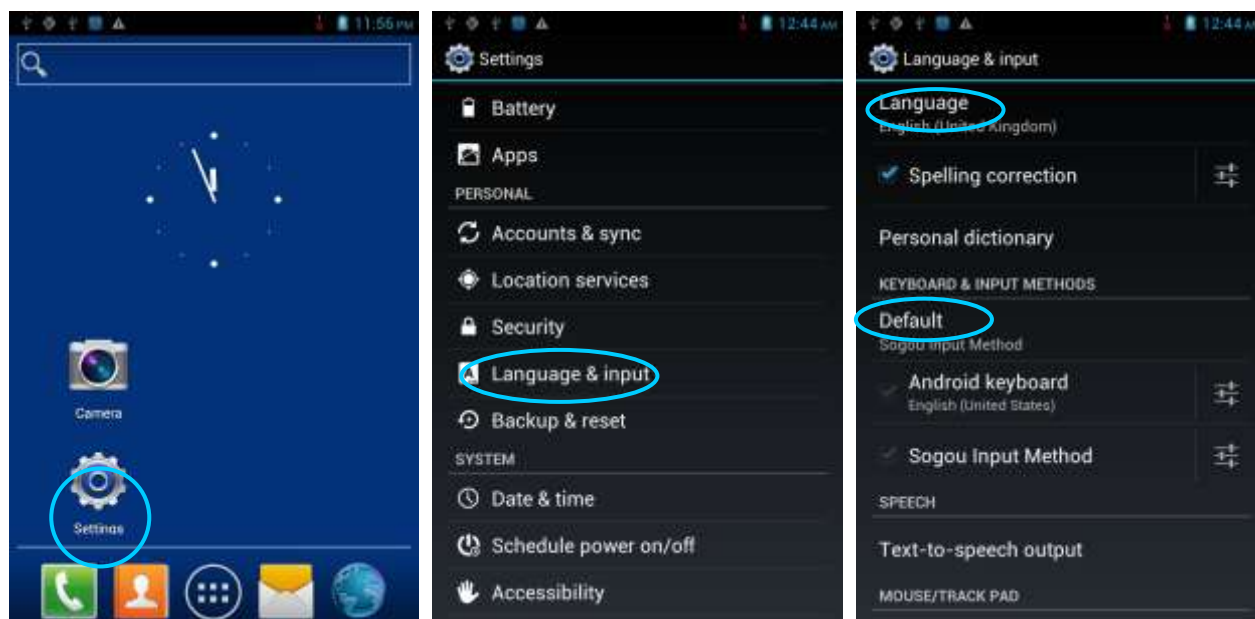 11:56 PM
Camera
Settings
12:44 AM
Settings
Battery
Apps
PERSONAL
Accounts & sync
Location services
Security
Language & input
Backup & reset
SYSTEM
Date & time
Schedule power on/off
Accessibility
12:44 AM
Language & input
Language
English (United Kingdom)
Spelling correction
Personal dictionary
KEYBOARD & INPUT METHODS
Default
Sogou Input Method
Android keyboard
English (United States)
Sogou Input Method
SPEECH
Text-to-speech output
MOUSE/TRACK PAD